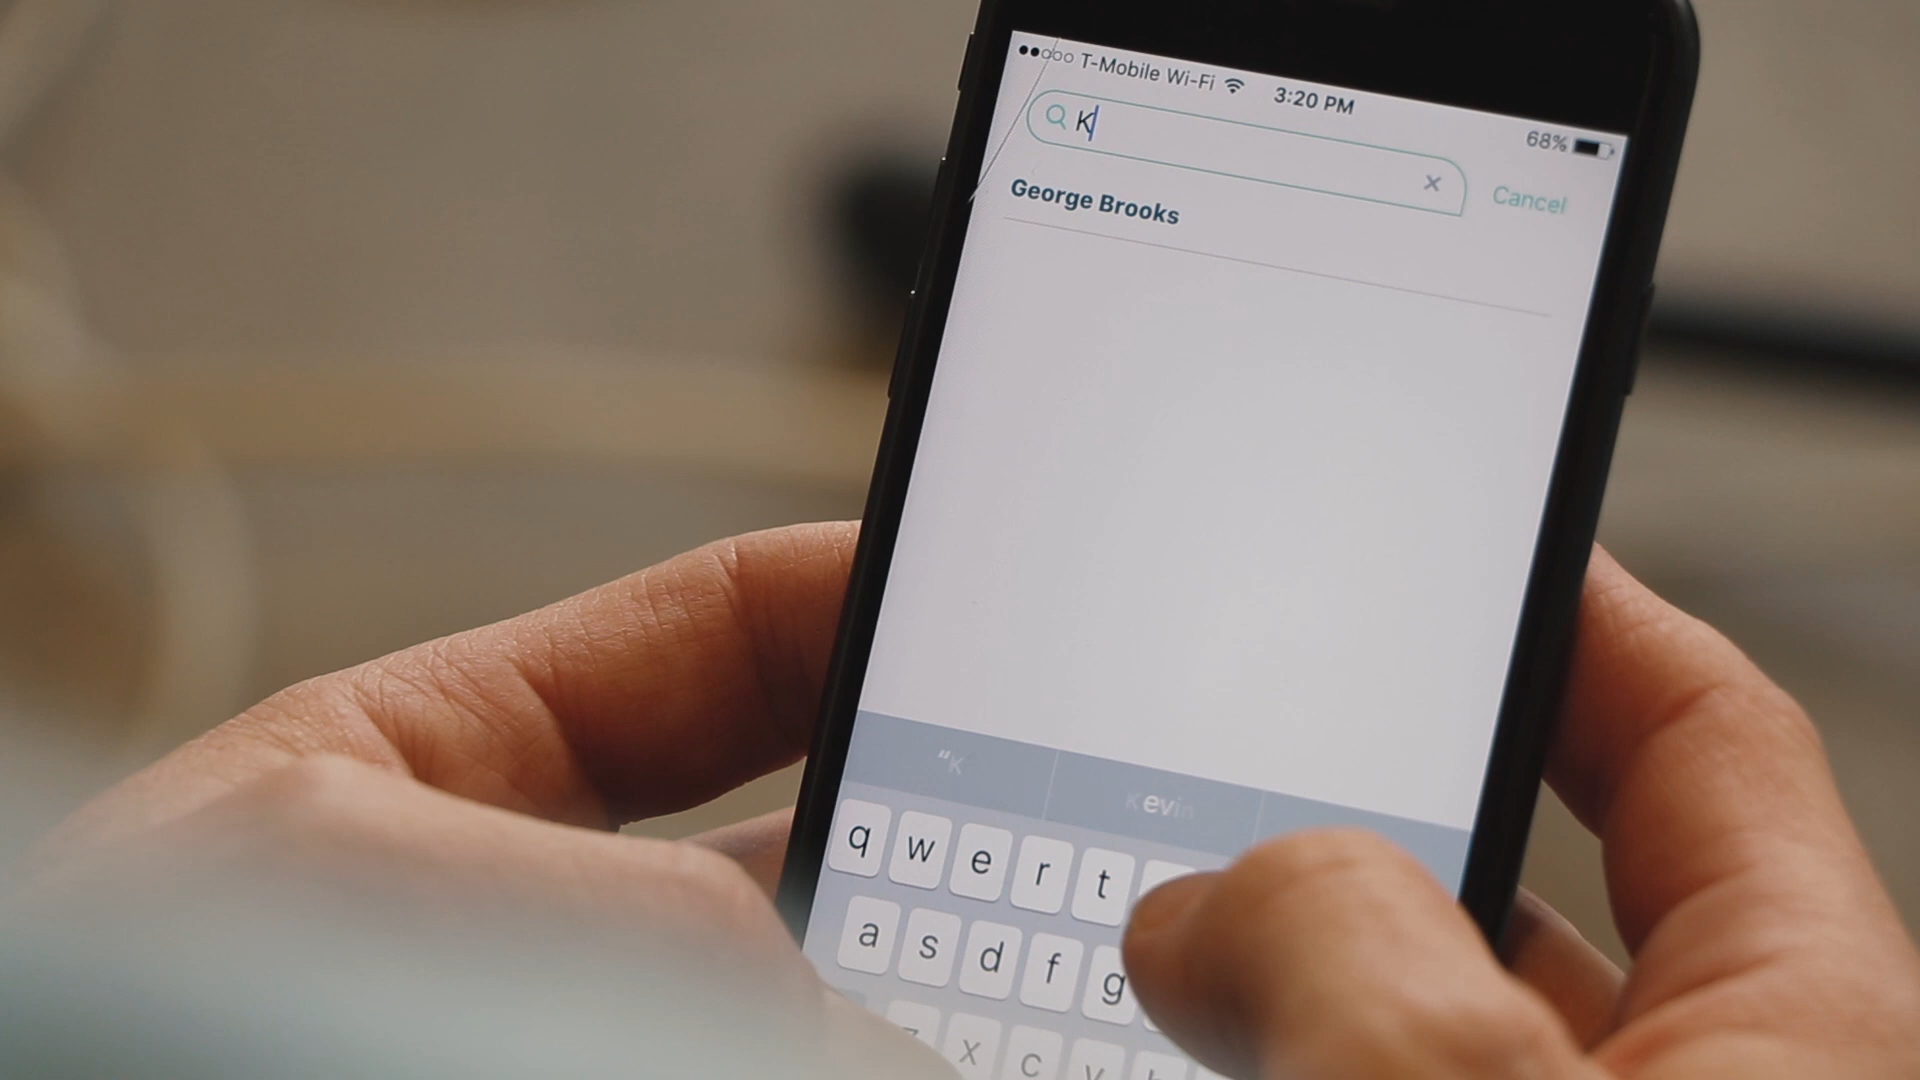 T-Mobile Wi-Fi 3:20 PM 68%
K
Cancel
George Brooks
"K Kevin
q w e r t
a s d f g
z x c v